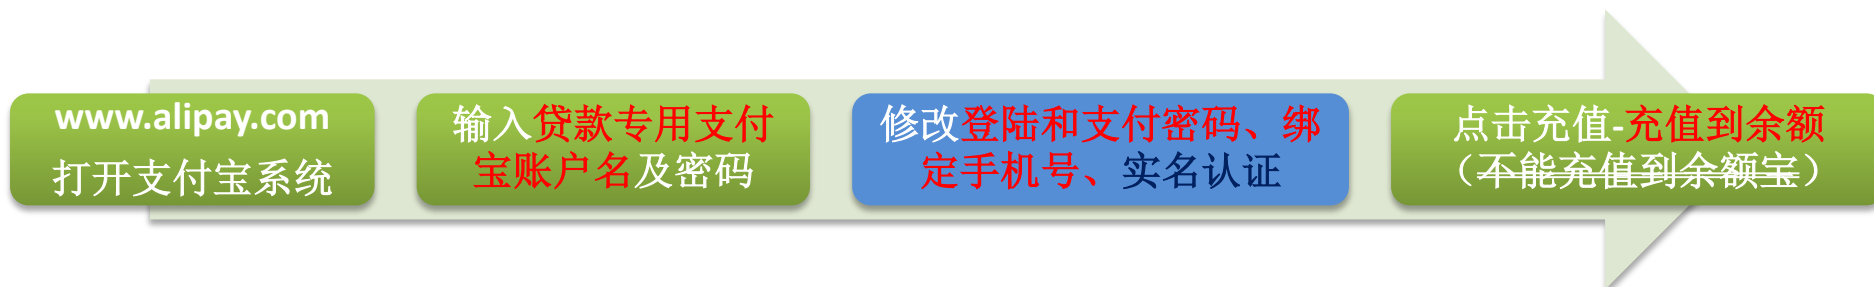 www.alipay.com
打开支付宝系统
输入贷款专用支付
宝账户名及密码
修改登陆和支付密码、绑
定手机号、实名认证
点击充值-充值到余额
（不能充值到余额宝）